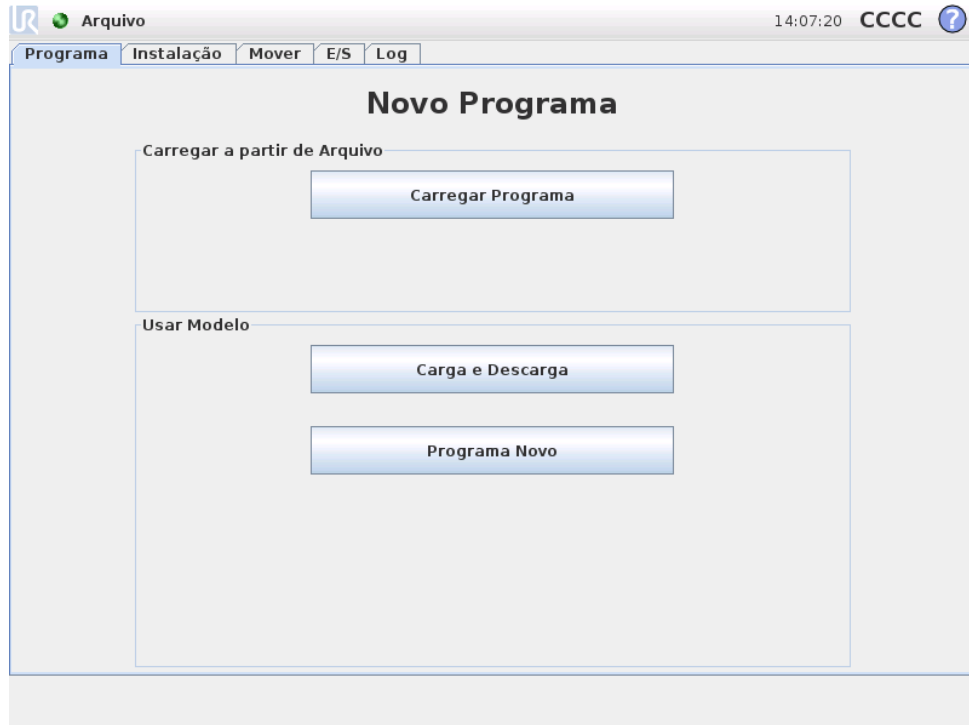 UR Arquivo 14:07:20 CCCC ?
Programa Instalação Mover E/S Log
Novo Programa
Carregar a partir de Arquivo
Carregar Programa
Usar Modelo
Carga e Descarga
Programa Novo